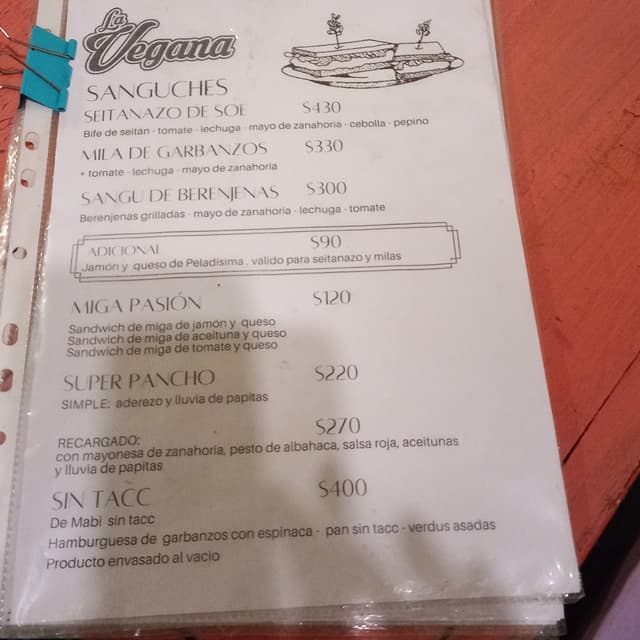 La
Vegana
SANGUCHES
SEITANAZO DE SOE $430
Bife de seitan - tomate - lechuga - mayo de zanahoria - cebolla - pepino
MILA DE GARBANZOS $330
+ tomate - lechuga - mayo de zanahoria
SANGU DE BERENJENAS $300
Berenjenas grilladas - mayo de zanahoria - lechuga - tomate
ADICIONAL $90
Jamón y queso de Peladisima , válido para seitanazo y milas
MIGA PASIÓN $120
Sandwich de miga de jamon y queso
Sandwich de miga de aceituna y queso
Sandwich de miga de tomate y queso
SUPER PANCHO $220
SIMPLE: aderezo y lluvia de papitas
RECARGADO: $270
con mayonesa de zanahoria, pesto de albahaca, salsa roja, aceitunas
y lluvia de papitas
SIN TACC $400
De Mabi sin tacc
Hamburguesa de garbanzos con espinaca - pan sin tacc - verdus asadas
Producto envasado al vacio